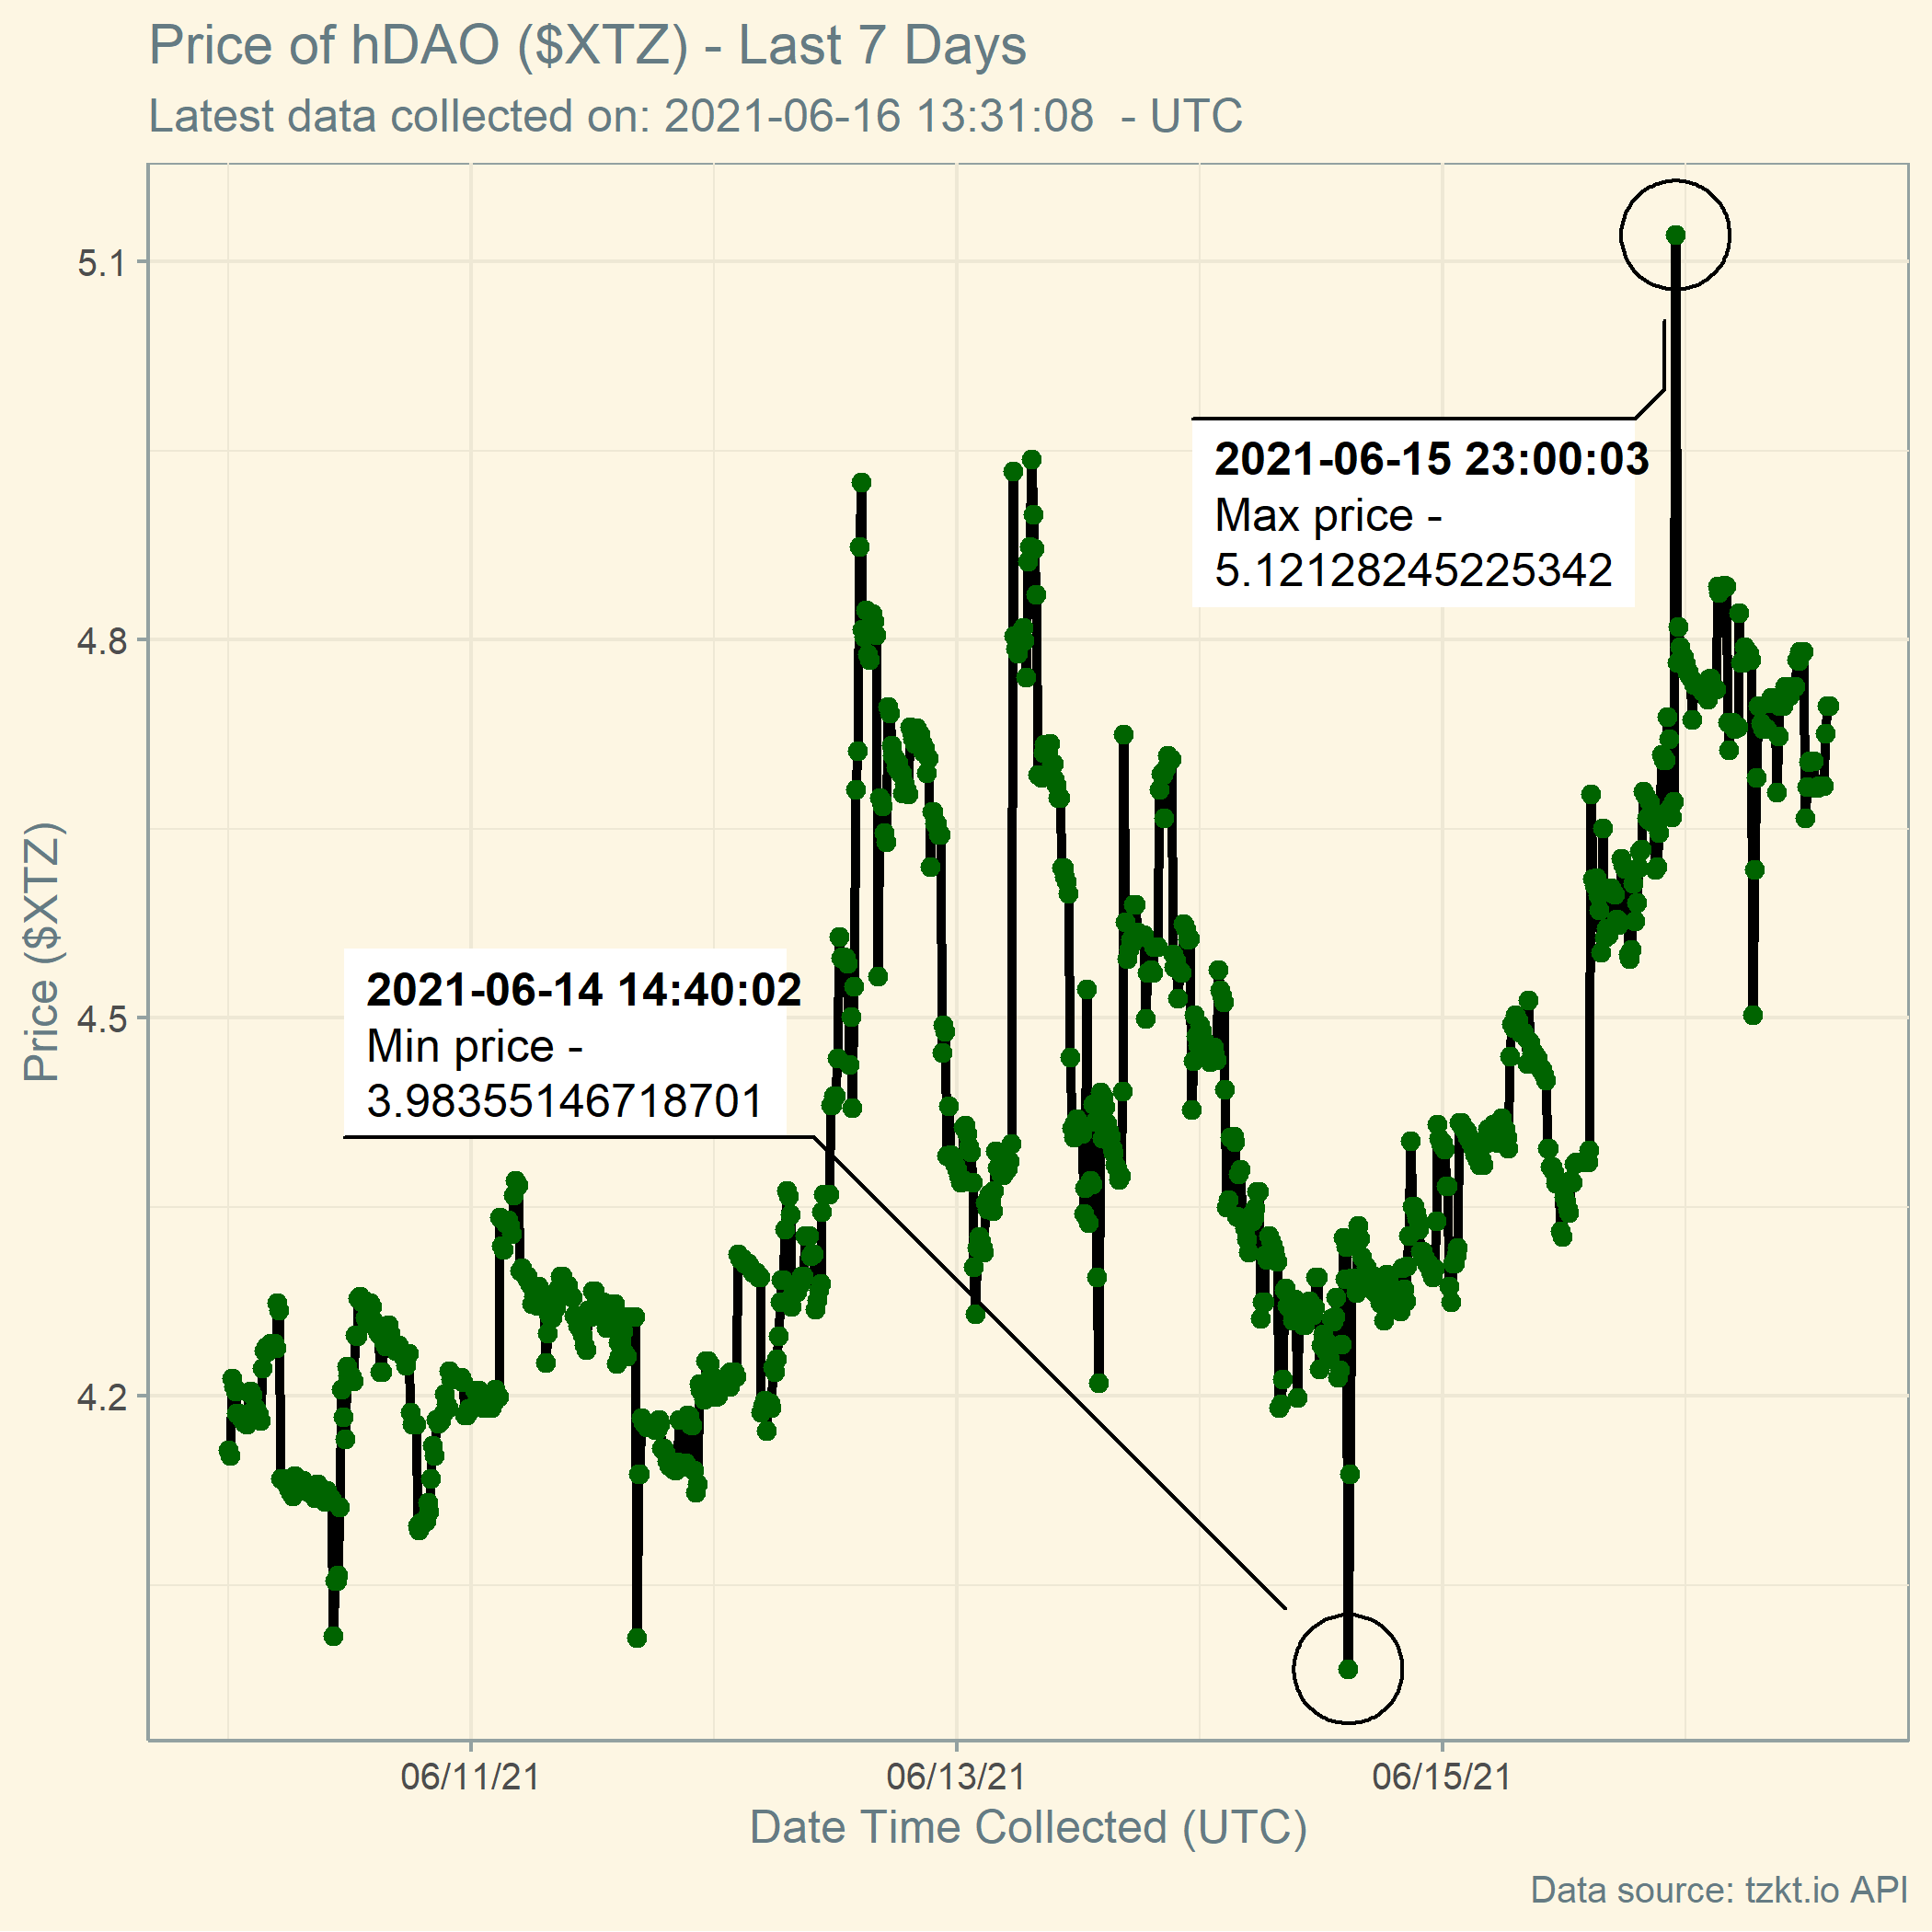 Price of hDAO ($XTZ) - Last 7 Days
Latest data collected on: 2021-06-16 13:31:08  - UTC
5.1
4.8
4.5
4.2
Price ($XTZ)
2021-06-15 23:00:03
Max price -
5.12128245225342
2021-06-14 14:40:02
Min price -
3.98355146718701
06/11/21
06/13/21
06/15/21
Date Time Collected (UTC)
Data source: tzkt.io API